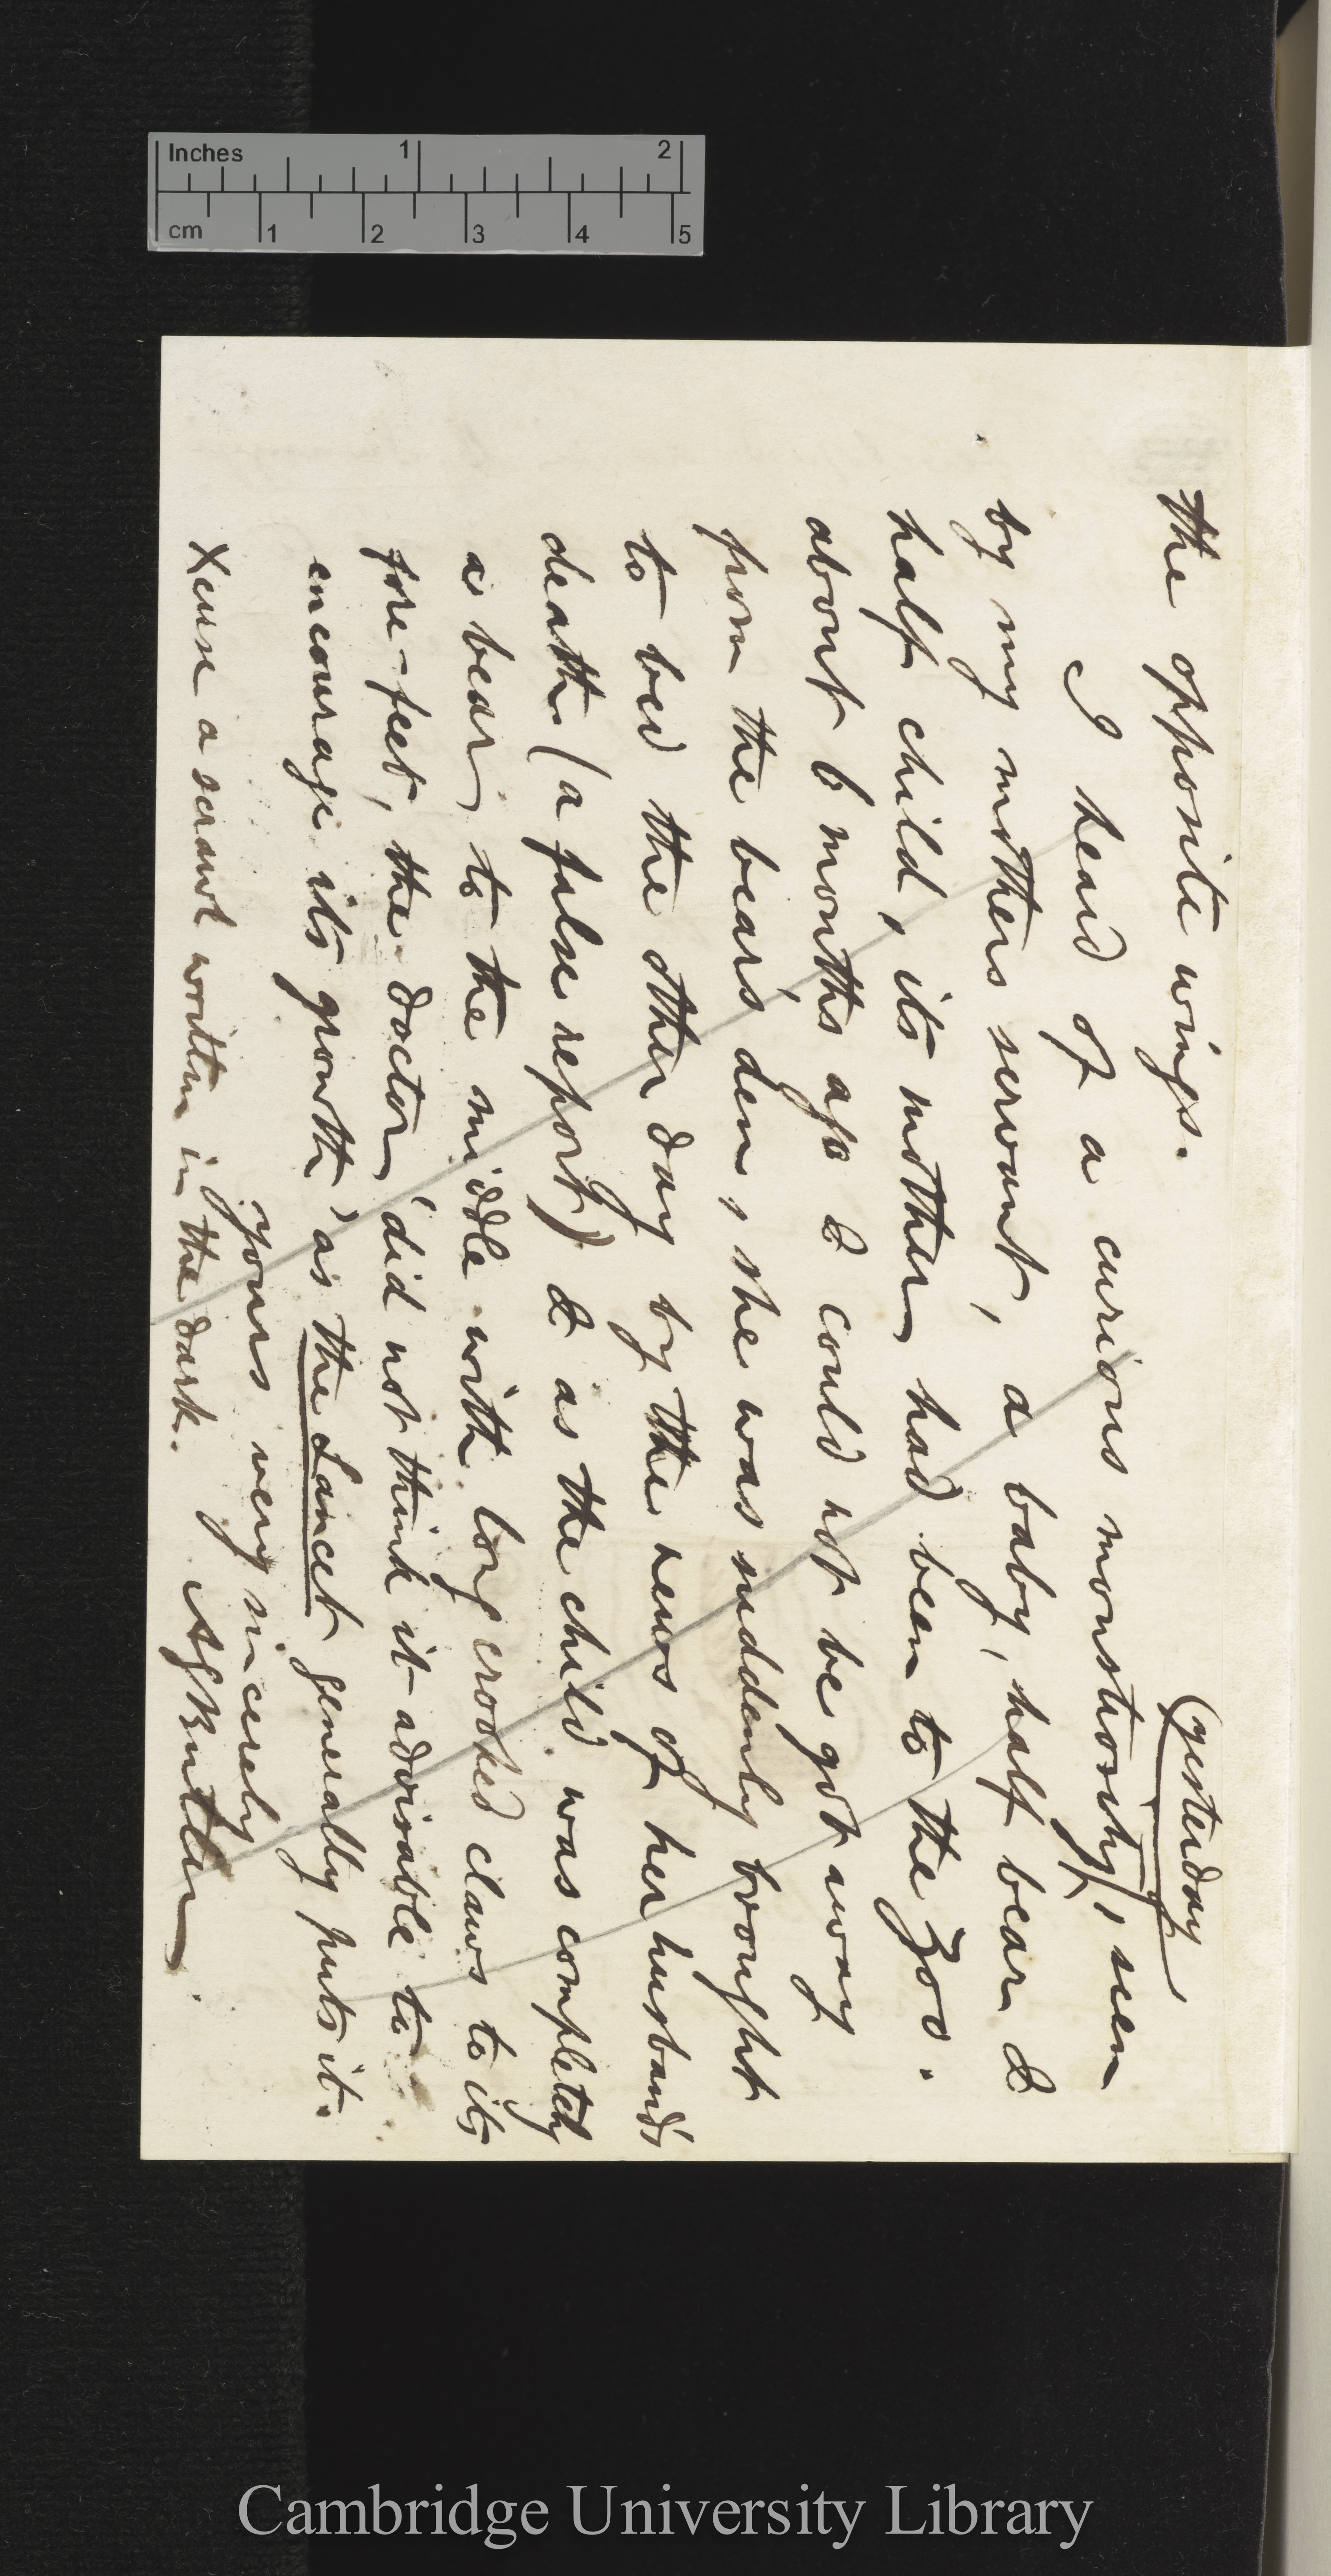 Inches 1 2
cm 1 2 3 4 5
the opposite wings.
(yesterday
I heard of a curious monstrosity, seen
by my mothers servant, a baby, half bear &
half child, its mother had been to the Zoo.
about 6 months ago & could not be got away
from the bears' den, she was suddenly brought
to bed the other day by the news of her husband's
death (a false report) & as the child was completely
a bear to the middle with long crooked claws to its
fore-feet, the doctor 'did not think it advisable to
encourage its growth' as the Lancet generally puts it.
yours very sincerely
Xcuse a scrawl written in the dark. AGButler.
Cambridge University Library